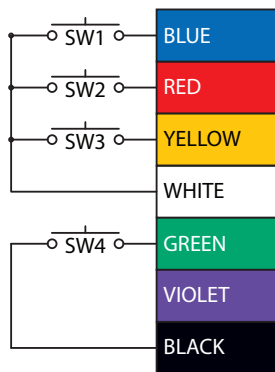 SW1 BLUE
SW2 RED
SW3 YELLOW
WHITE
SW4 GREEN
VIOLET
BLACK